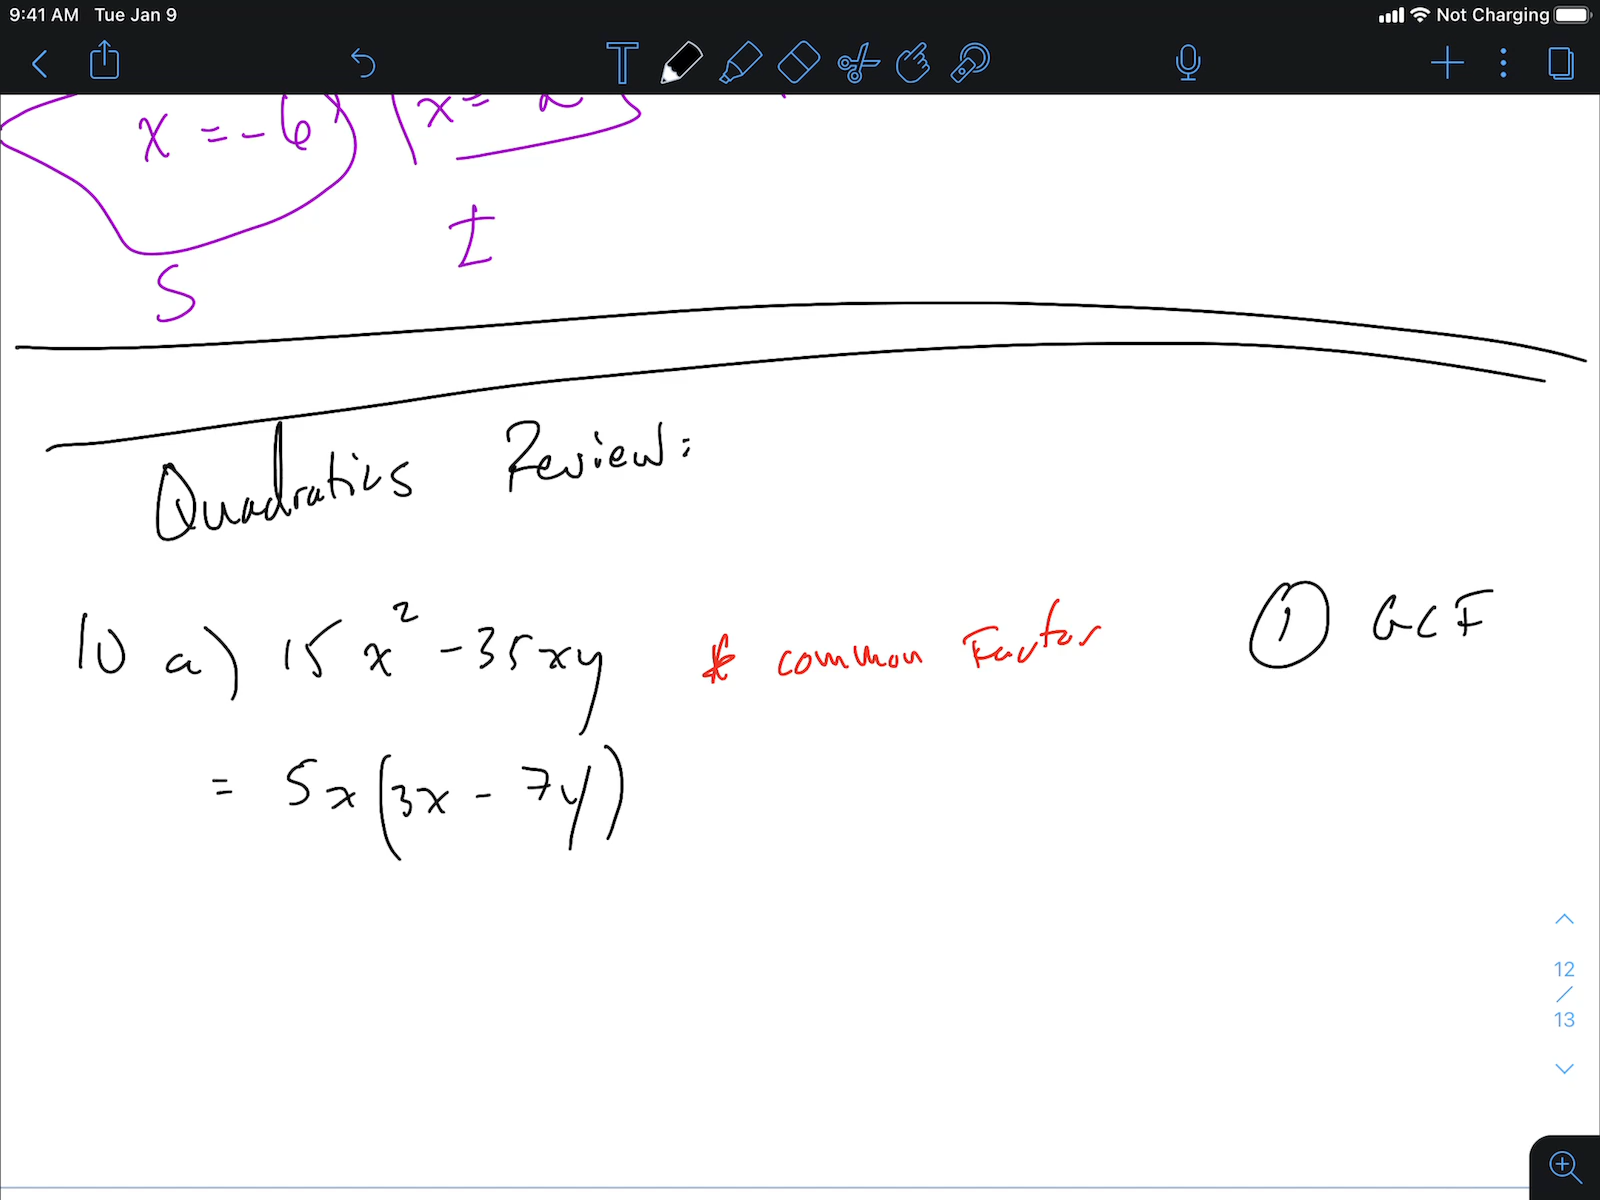 9:41 AM Tue Jan 9
Not Charging
x = -6
x = 2
S
I
Quadratics Review:
10 a) 15x² - 35xy * common Factor ① GCF
= 5x(3x - 7y)
12
/
13